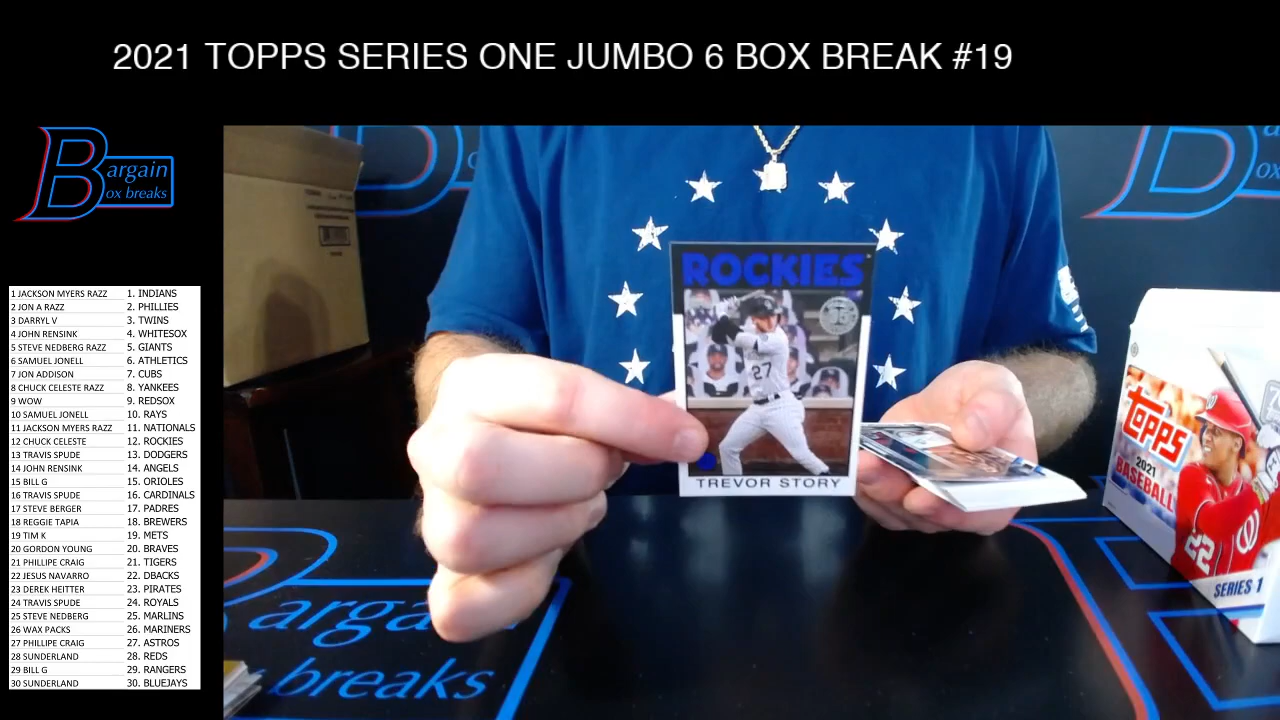 2021 TOPPS SERIES ONE JUMBO 6 BOX BREAK #19
Bargain
Box breaks
1 JACKSON MYERS RAZZ 1. INDIANS
2 JON A RAZZ 2. PHILLIES
3 DARRYL V 3. TWINS
4 JOHN RENSINK 4. WHITESOX
5 STEVE NEDBERG RAZZ 5. GIANTS
6 SAMUEL JONELL 6. ATHLETICS
7 JON ADDISON 7. CUBS
8 CHUCK CELESTE RAZZ 8. YANKEES
9 WOW 9. REDSOX
10 SAMUEL JONELL 10. RAYS
11 JACKSON MYERS RAZZ 11. NATIONALS
12 CHUCK CELESTE 12. ROCKIES
13 TRAVIS SPUDE 13. DODGERS
14 JOHN RENSINK 14. ANGELS
15 BILL G 15. ORIOLES
16 TRAVIS SPUDE 16. CARDINALS
17 STEVE BERGER 17. PADRES
18 REGGIE TAPIA 18. BREWERS
19 TIM K 19. METS
20 GORDON YOUNG 20. BRAVES
21 PHILLIPE CRAIG 21. TIGERS
22 JESUS NAVARRO 22. DBACKS
23 DEREK HEITTER 23. PIRATES
24 TRAVIS SPUDE 24. ROYALS
25 STEVE NEDBERG 25. MARLINS
26 WAX PACKS 26. MARINERS
27 PHILLIPE CRAIG 27. ASTROS
28 SUNDERLAND 28. REDS
29 BILL G 29. RANGERS
30 SUNDERLAND 30. BLUEJAYS
ROCKIES
35
27
TREVOR STORY
topps
2021
BASEBALL
22
W
SERIES 1
argain
breaks